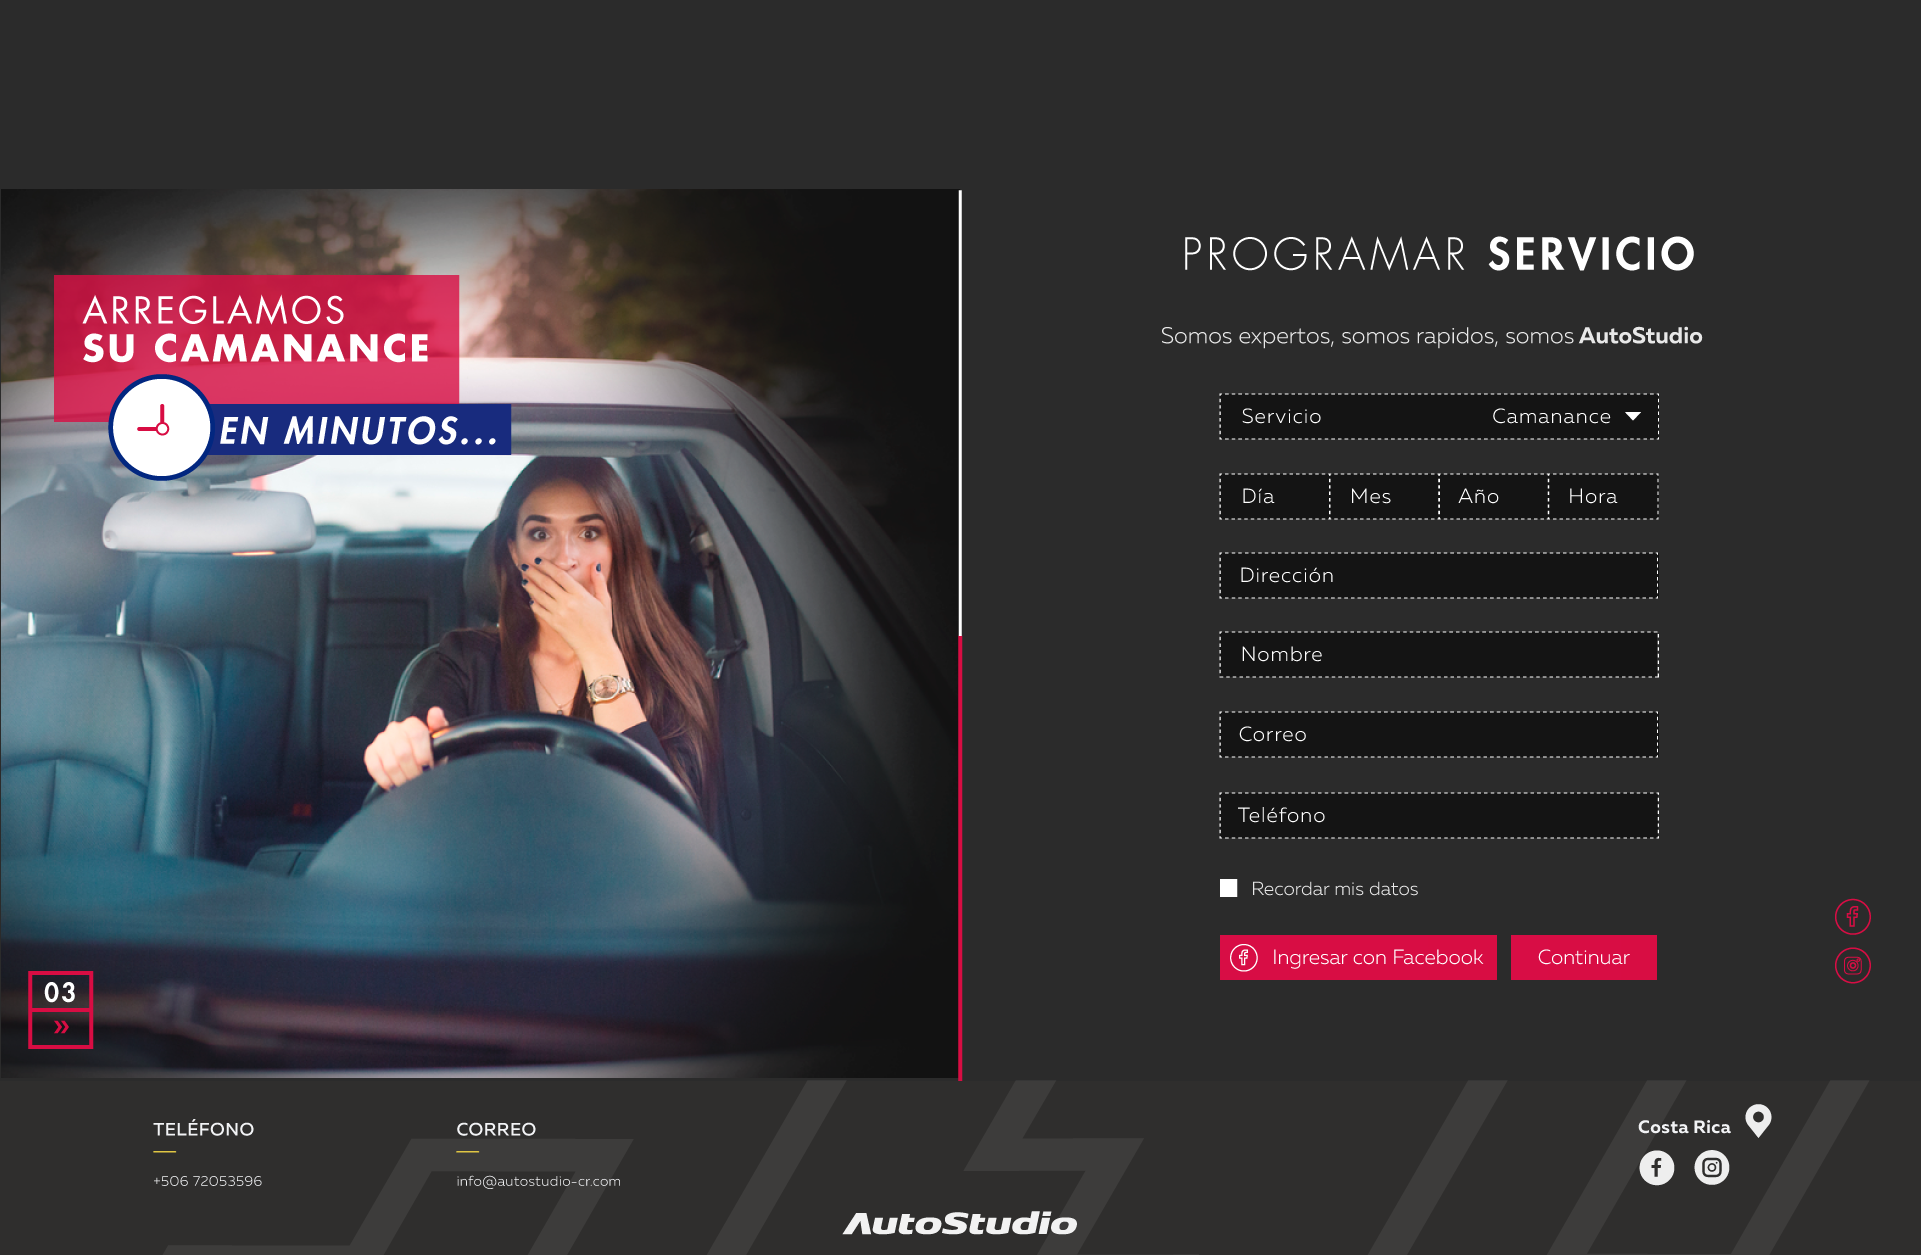 ARREGLAMOS
SU CAMANANCE
EN MINUTOS...
03
»
PROGRAMAR SERVICIO
Somos expertos, somos rapidos, somos AutoStudio
Servicio Camanance
Día Mes Año Hora
Dirección
Nombre
Correo
Teléfono
Recordar mis datos
Ingresar con Facebook Continuar
TELÉFONO
+506 72053596
CORREO
info@autostudio-cr.com
Costa Rica
AutoStudio